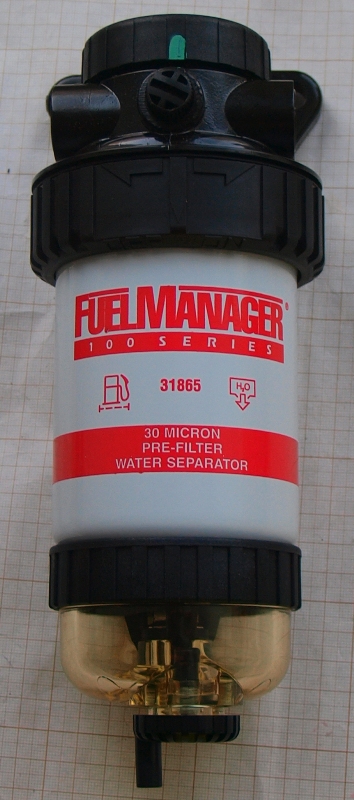 FUELMANAGER®
100 SERIES
31865
H₂O
30 MICRON
PRE-FILTER
WATER SEPARATOR